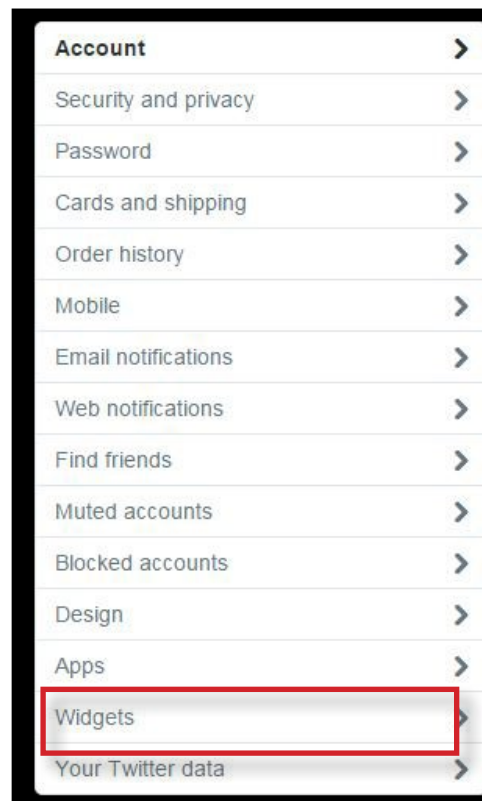 Account
Security and privacy
Password
Cards and shipping
Order history
Mobile
Email notifications
Web notifications
Find friends
Muted accounts
Blocked accounts
Design
Apps
Widgets
Your Twitter data